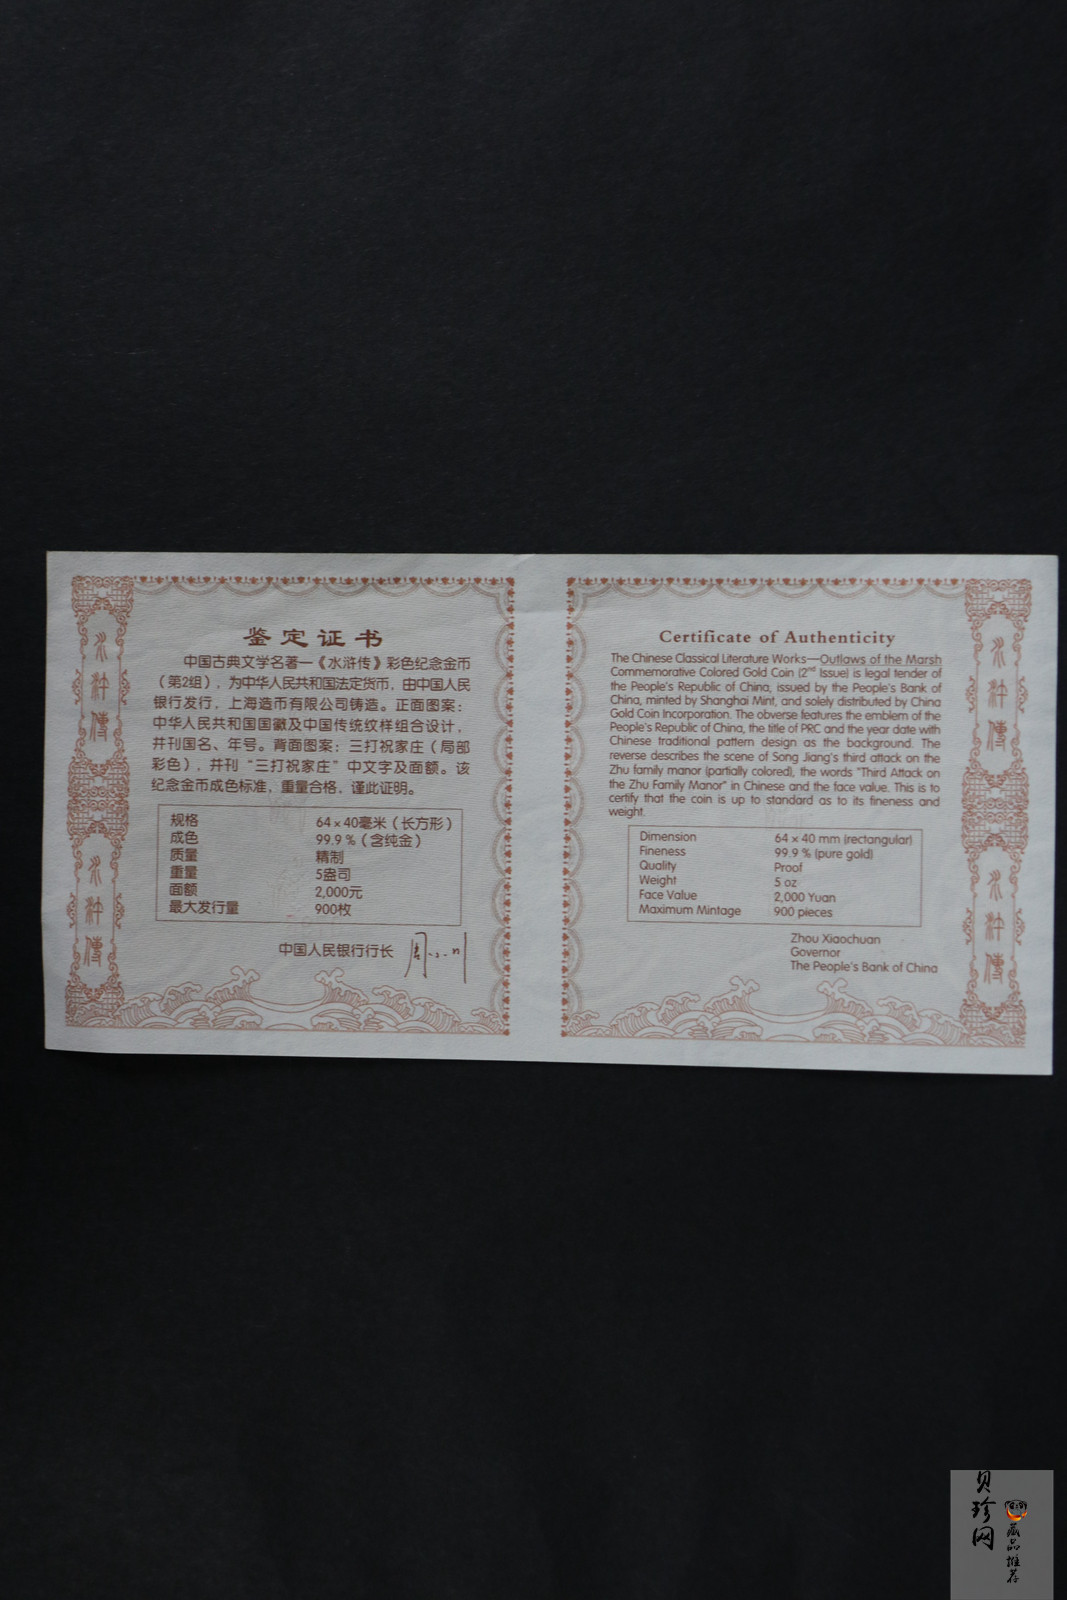 鉴定证书
中国古典文学名著—《水浒传》彩色纪念金币
（第2组），为中华人民共和国法定货币，由中国人民
银行发行，上海造币有限公司铸造。正面图案：
中华人民共和国国徽及中国传统纹样组合设计，
并刊国名、年号。背面图案：三打祝家庄（局部
彩色），并刊“三打祝家庄”中文字及面额。该
纪念金币成色标准，重量合格，谨此证明。
规格 64×40毫米（长方形）
成色 99.9%（含纯金）
质量 精制
重量 5盎司
面额 2,000元
最大发行量 900枚
中国人民银行行长
水滸傳
水滸傳
Certificate of Authenticity
The Chinese Classical Literature Works—Outlaws of the Marsh
Commemorative Colored Gold Coin (2nd Issue) is legal tender of
the People's Republic of China, issued by the People's Bank of
China, minted by Shanghai Mint, and solely distributed by China
Gold Coin Incorporation. The obverse features the emblem of the
People's Republic of China, the title of PRC and the year date with
Chinese traditional pattern design as the background. The
reverse describes the scene of Song Jiang's third attack on the
Zhu family manor (partially colored), the words "Third Attack on
the Zhu Family Manor" in Chinese and the face value. This is to
certify that the coin is up to standard as to its fineness and
weight.
Dimension 64×40 mm (rectangular)
Fineness 99.9% (pure gold)
Quality Proof
Weight 5 oz
Face Value 2,000 Yuan
Maximum Mintage 900 pieces
Zhou Xiaochuan
Governor
The People's Bank of China
水滸傳
水滸傳
贝珍网
藏品推荐